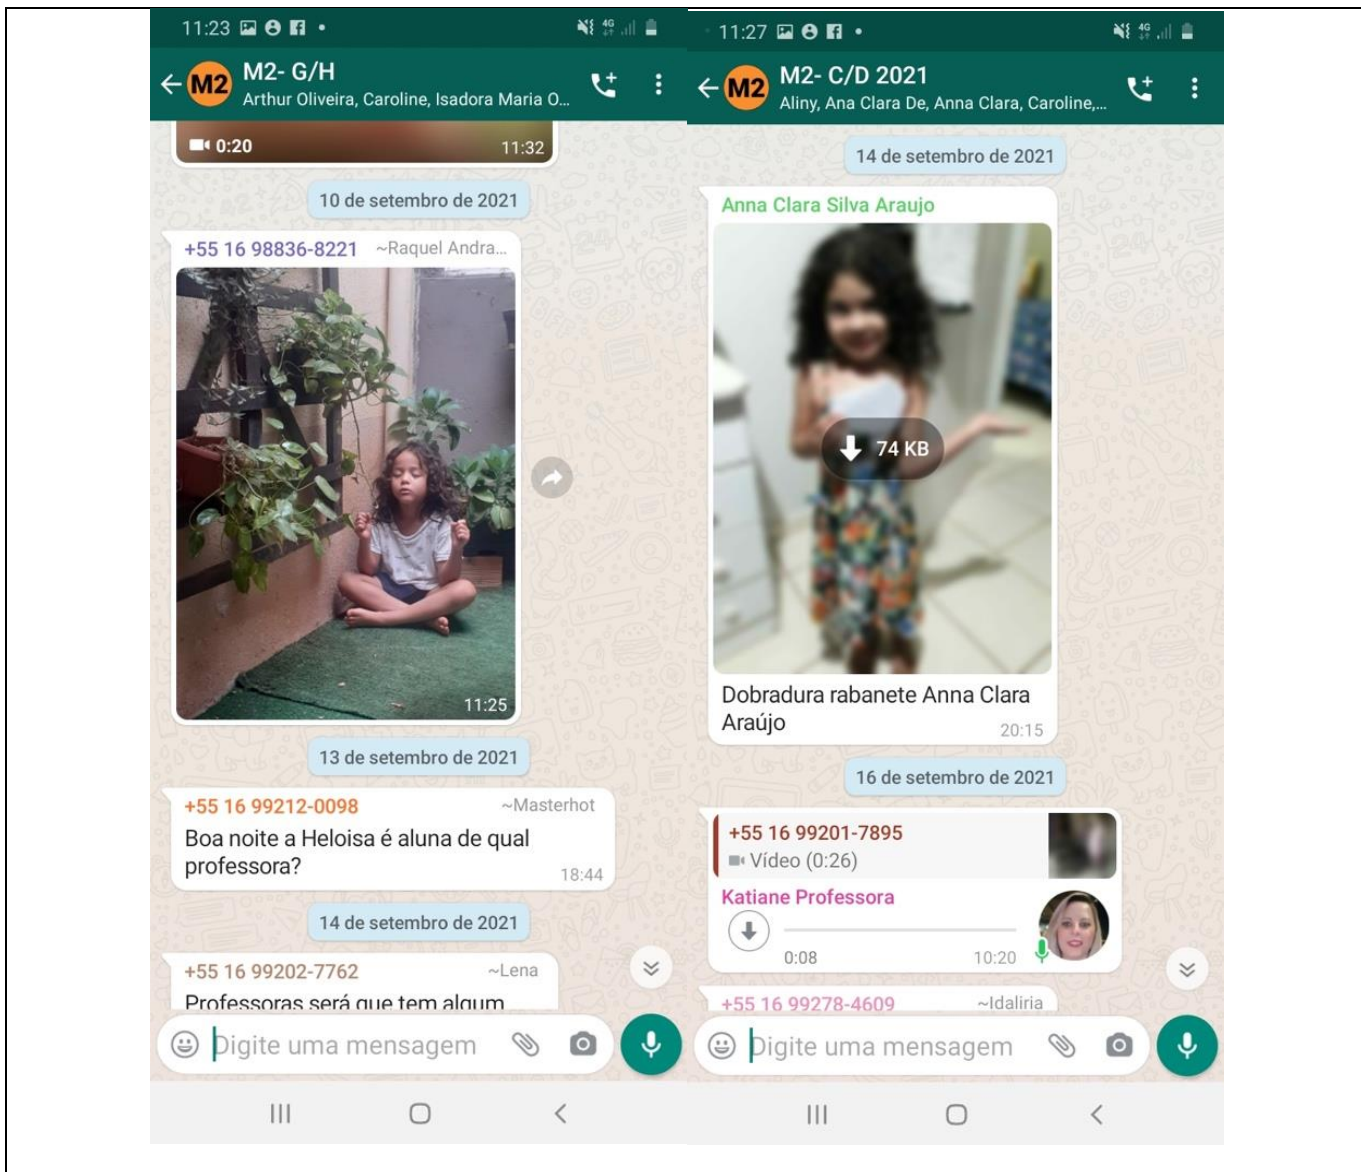 11:23
M2- G/H
Arthur Oliveira, Caroline, Isadora Maria O...
0:20
11:32
10 de setembro de 2021
+55 16 98836-8221 ~Raquel Andra...
11:25
13 de setembro de 2021
+55 16 99212-0098 ~Masterhot
Boa noite a Heloisa é aluna de qual
professora?
18:44
14 de setembro de 2021
+55 16 99202-7762 ~Lena
Professoras será que tem algum
Digite uma mensagem
11:27
M2- C/D 2021
Aliny, Ana Clara De, Anna Clara, Caroline,...
14 de setembro de 2021
Anna Clara Silva Araujo
74 KB
Dobradura rabanete Anna Clara
Araújo
20:15
16 de setembro de 2021
+55 16 99201-7895
Vídeo (0:26)
Katiane Professora
0:08
10:20
+55 16 99278-4609 ~Idaliria
Digite uma mensagem